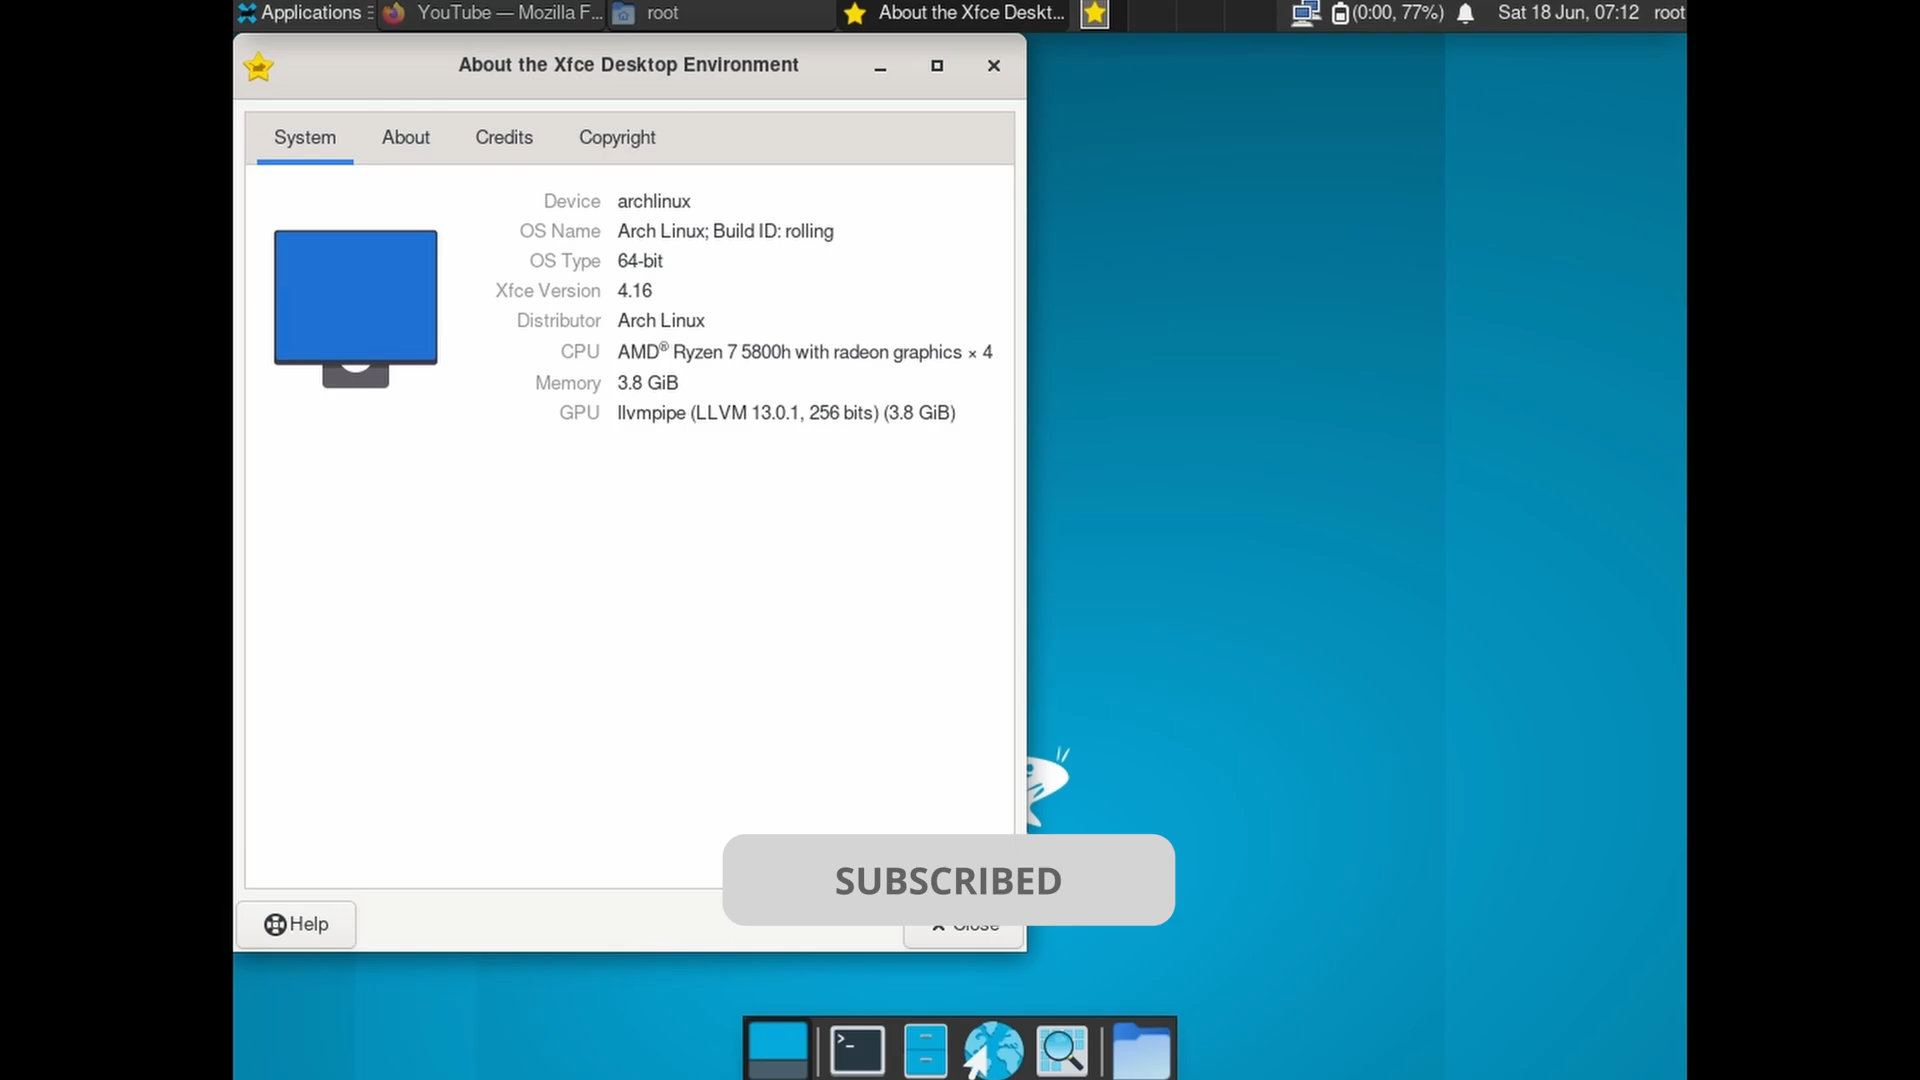 Applications YouTube — Mozilla F... root About the Xfce Deskt... (0:00, 77%) Sat 18 Jun, 07:12 root
About the Xfce Desktop Environment
System About Credits Copyright
Device archlinux
OS Name Arch Linux; Build ID: rolling
OS Type 64-bit
Xfce Version 4.16
Distributor Arch Linux
CPU AMD® Ryzen 7 5800h with radeon graphics × 4
Memory 3.8 GiB
GPU llvmpipe (LLVM 13.0.1, 256 bits) (3.8 GiB)
SUBSCRIBED
Help Close